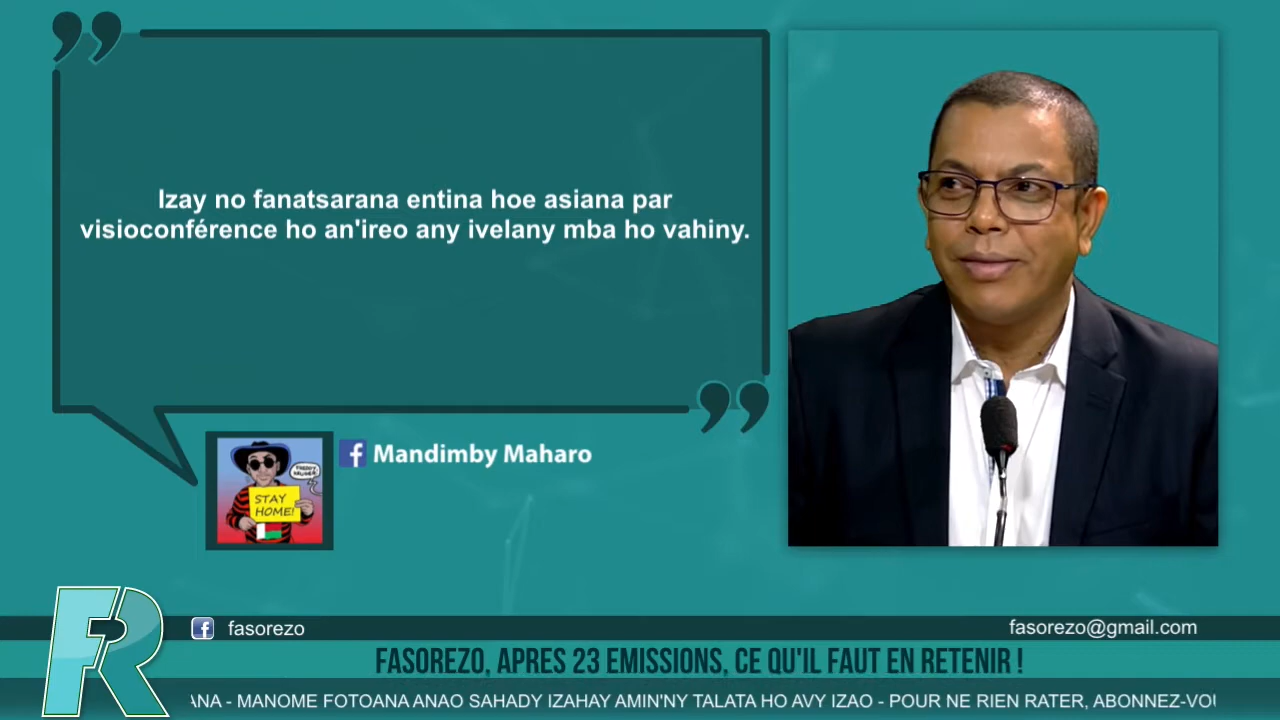 Izay no fanatsarana entina hoe asiana par
visioconférence ho an'ireo any ivelany mba ho vahiny.
STAY
HOME!
Mandimby Maharo
FR
fasorezo
fasorezo@gmail.com
FASOREZO, APRES 23 EMISSIONS, CE QU'IL FAUT EN RETENIR !
ANA - MANOME FOTOANA ANAO SAHADY IZAHAY AMIN'NY TALATA HO AVY IZAO - POUR NE RIEN RATER, ABONNEZ-VOU